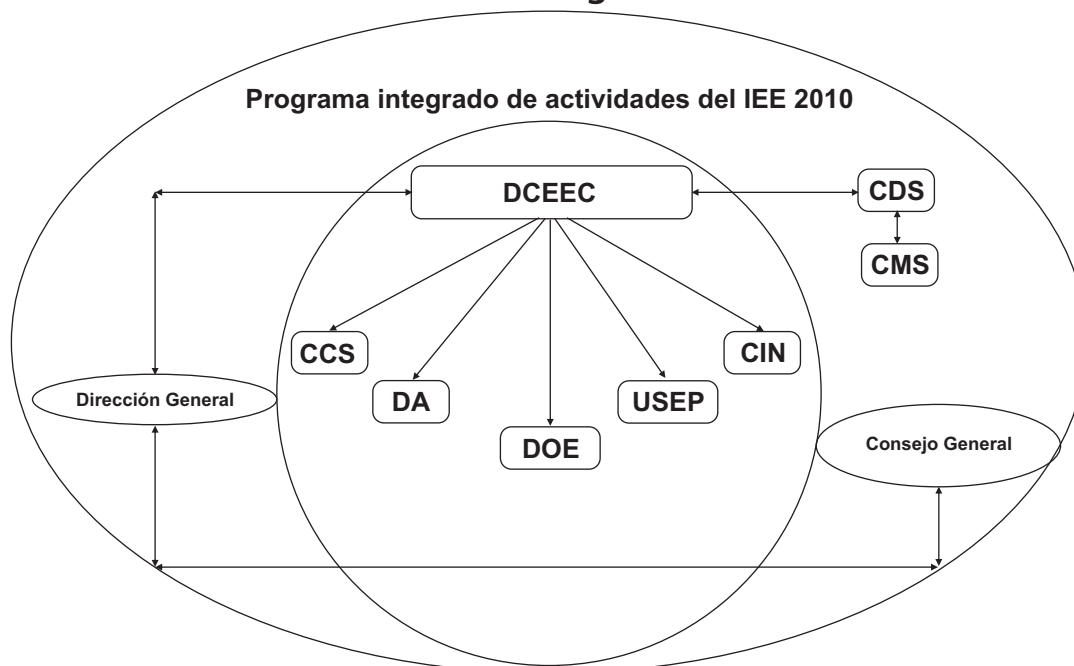 Programa integrado de actividades del IEE 2010
DCEEC
CDS
CMS
CCS
CIN
DA
USEP
DOE
Dirección General
Consejo General